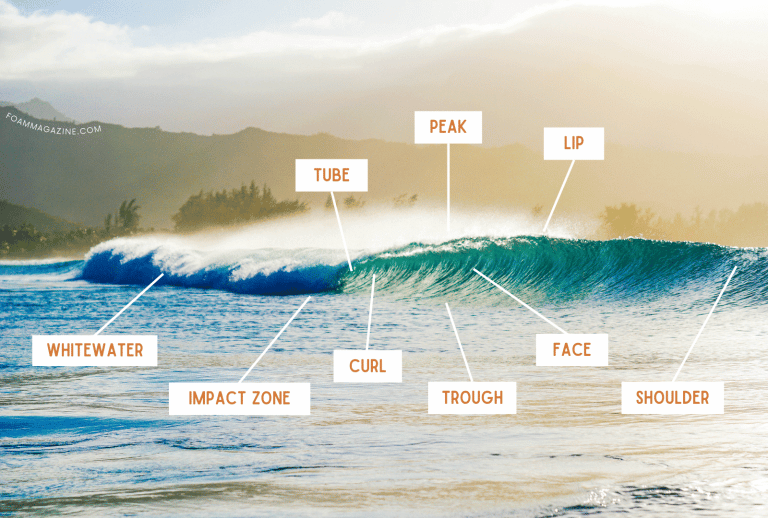 FOAMMAGAZINE.COM
PEAK
LIP
TUBE
WHITEWATER
FACE
CURL
IMPACT ZONE
TROUGH
SHOULDER